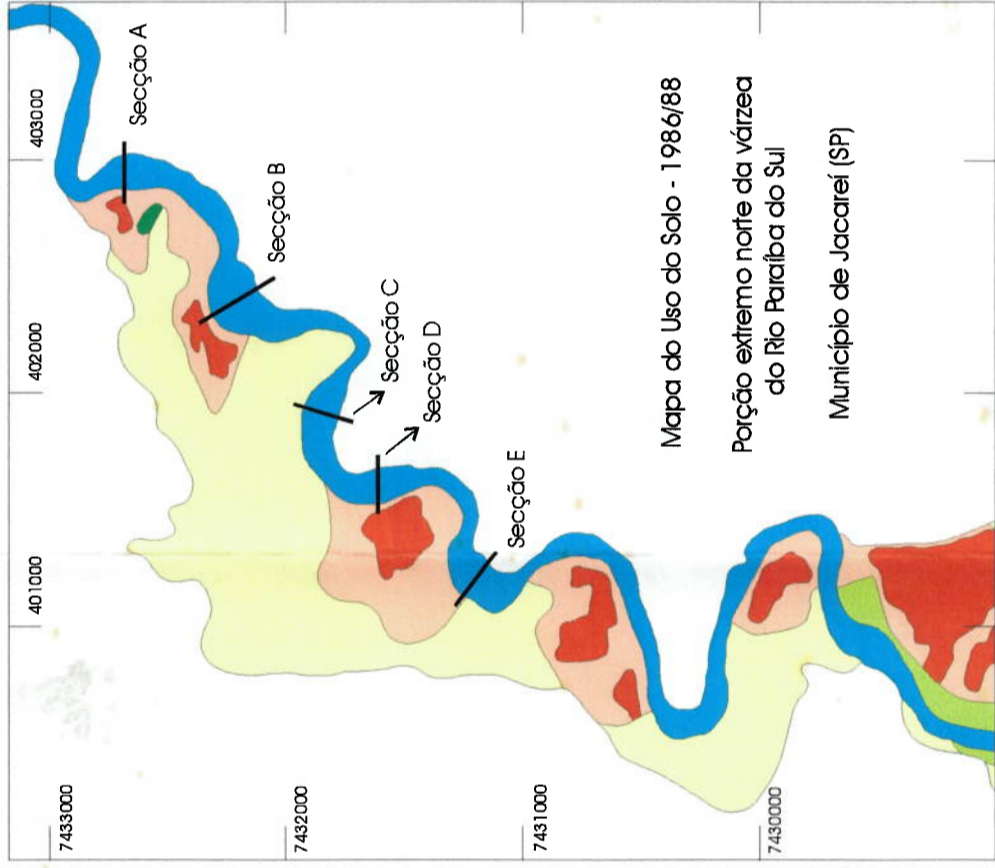 7433000
7432000
7431000
7430000
403000
402000
401000
Secção A
Secção B
Secção C
Secção D
Secção E
Mapa do Uso do Solo - 1986/88
Porção extremo norte da várzea
do Rio Paraíba do Sul
Município de Jacareí (SP)